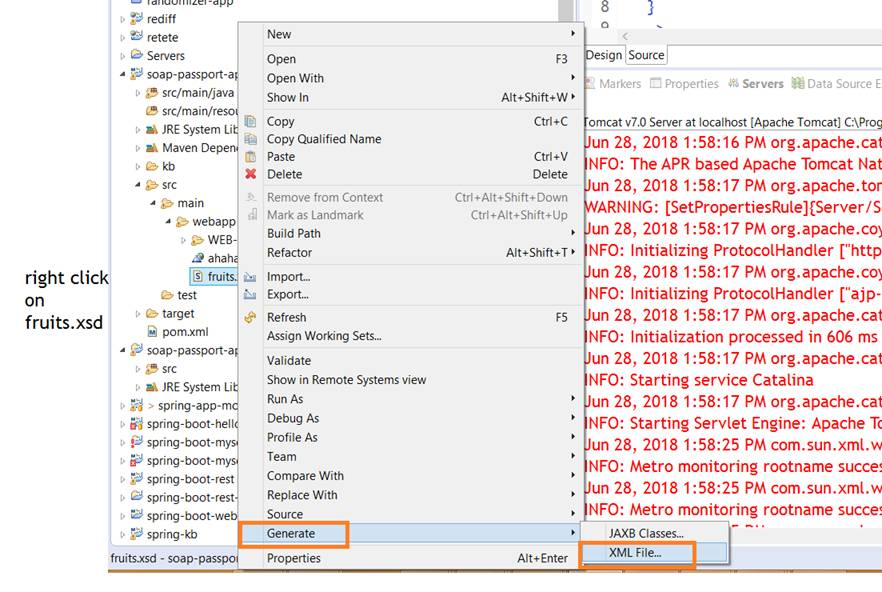 randomizer-app
rediff
retete
Servers
soap-passport-ap
src/main/java
src/main/resou
JRE System Lib
Maven Depend
kb
src
main
webapp
WEB-
ahaha
fruits.
test
target
pom.xml
soap-passport-ap
src
JRE System Lib
> spring-app-mo
spring-boot-hello
spring-boot-mys
spring-boot-mys
spring-boot-rest
spring-boot-rest-
spring-boot-web
spring-kb
fruits.xsd - soap-passpor
right click
on
fruits.xsd
New
Open F3
Open With
Show In Alt+Shift+W
Copy Ctrl+C
Copy Qualified Name
Paste Ctrl+V
Delete Delete
Remove from Context Ctrl+Alt+Shift+Down
Mark as Landmark Ctrl+Alt+Shift+Up
Build Path
Refactor Alt+Shift+T
Import...
Export...
Refresh F5
Assign Working Sets...
Validate
Show in Remote Systems view
Run As
Debug As
Profile As
Team
Compare With
Replace With
Source
Generate
Properties Alt+Enter
JAXB Classes...
XML File...
8 }
9
Design Source
Markers Properties Servers Data Source E
Tomcat v7.0 Server at localhost [Apache Tomcat] C:\Prog
Jun 28, 2018 1:58:16 PM org.apache.cat
INFO: The APR based Apache Tomcat Nat
Jun 28, 2018 1:58:17 PM org.apache.tom
WARNING: [SetPropertiesRule]{Server/S
Jun 28, 2018 1:58:17 PM org.apache.coy
INFO: Initializing ProtocolHandler ["http
Jun 28, 2018 1:58:17 PM org.apache.coy
INFO: Initializing ProtocolHandler ["ajp-
Jun 28, 2018 1:58:17 PM org.apache.cat
INFO: Initialization processed in 606 ms
Jun 28, 2018 1:58:17 PM org.apache.cat
INFO: Starting service Catalina
Jun 28, 2018 1:58:17 PM org.apache.cat
INFO: Starting Servlet Engine: Apache To
Jun 28, 2018 1:58:25 PM com.sun.xml.w
INFO: Metro monitoring rootname succes
Jun 28, 2018 1:58:25 PM com.sun.xml.w
INFO: Metro monitoring rootname succes